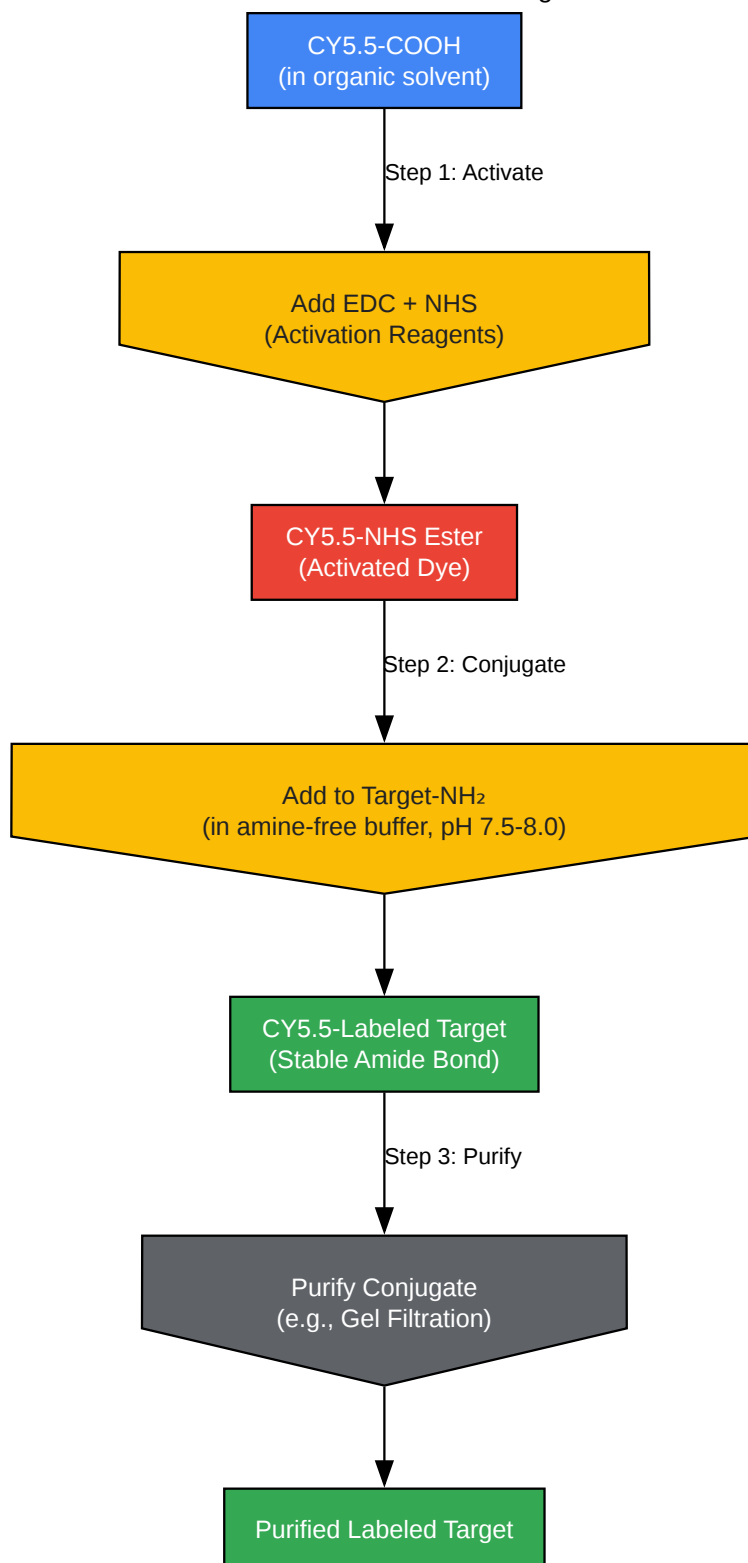 CY5.5-COOH
(in organic solvent)
Step 1: Activate
Add EDC + NHS
(Activation Reagents)
CY5.5-NHS Ester
(Activated Dye)
Step 2: Conjugate
Add to Target-NH₂
(in amine-free buffer, pH 7.5-8.0)
CY5.5-Labeled Target
(Stable Amide Bond)
Step 3: Purify
Purify Conjugate
(e.g., Gel Filtration)
Purified Labeled Target